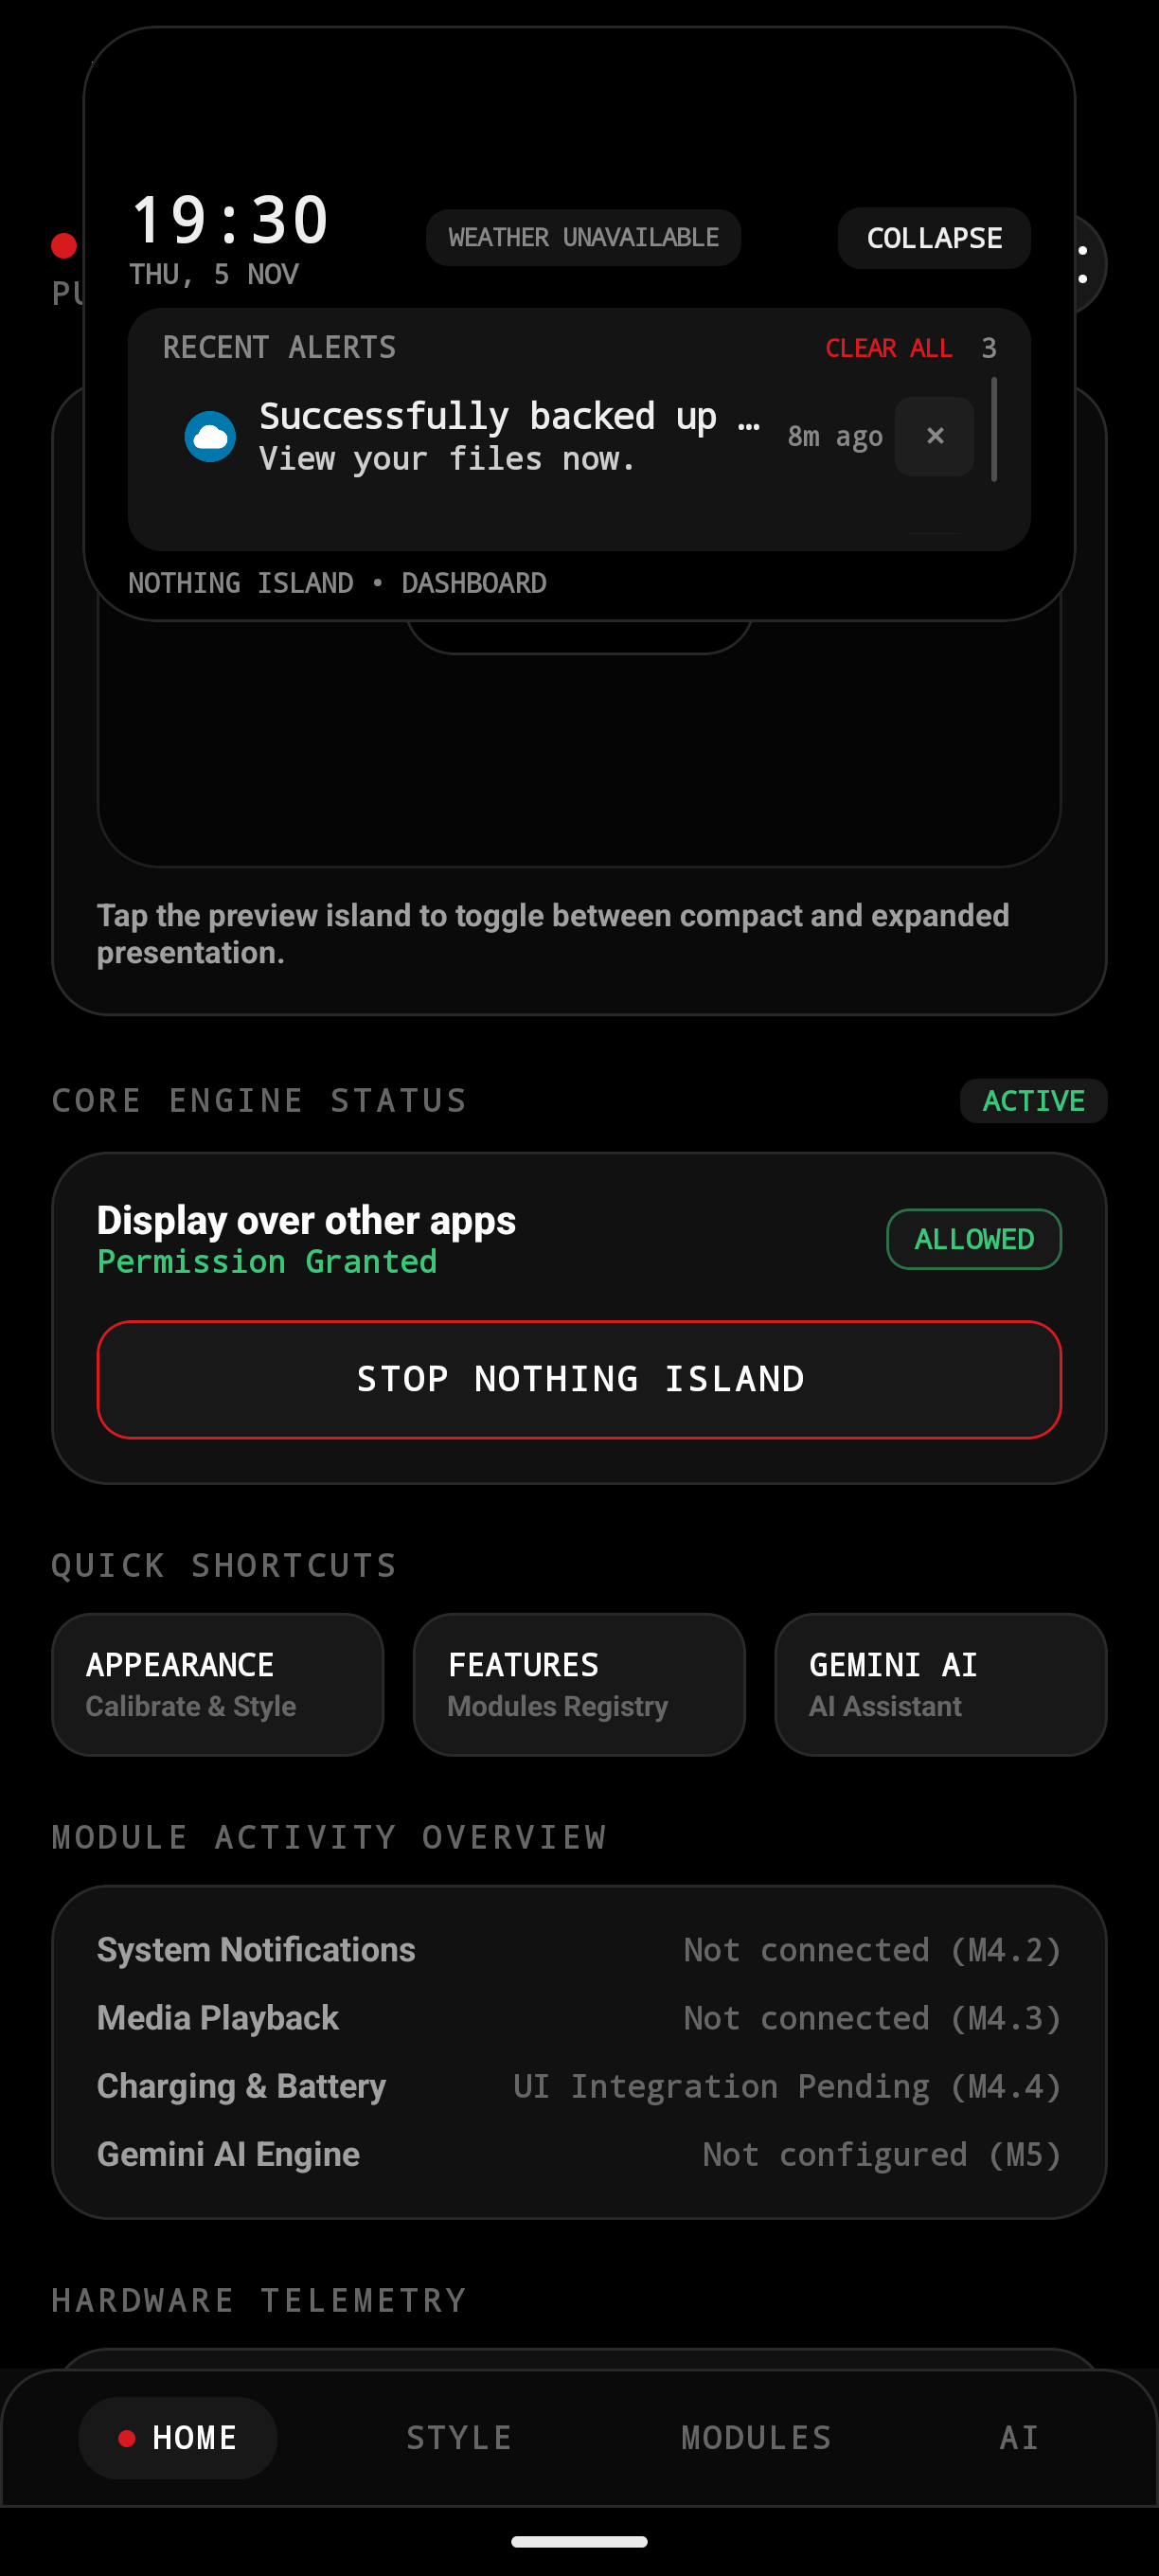 19:30
THU, 5 NOV
WEATHER UNAVAILABLE
COLLAPSE
RECENT ALERTS
CLEAR ALL 3
Successfully backed up …
View your files now.
8m ago ×
NOTHING ISLAND • DASHBOARD
Tap the preview island to toggle between compact and expanded
presentation.
CORE ENGINE STATUS
ACTIVE
Display over other apps
Permission Granted
ALLOWED
STOP NOTHING ISLAND
QUICK SHORTCUTS
APPEARANCE
Calibrate & Style
FEATURES
Modules Registry
GEMINI AI
AI Assistant
MODULE ACTIVITY OVERVIEW
System Notifications Not connected (M4.2)
Media Playback Not connected (M4.3)
Charging & Battery UI Integration Pending (M4.4)
Gemini AI Engine Not configured (M5)
HARDWARE TELEMETRY
HOME STYLE MODULES AI